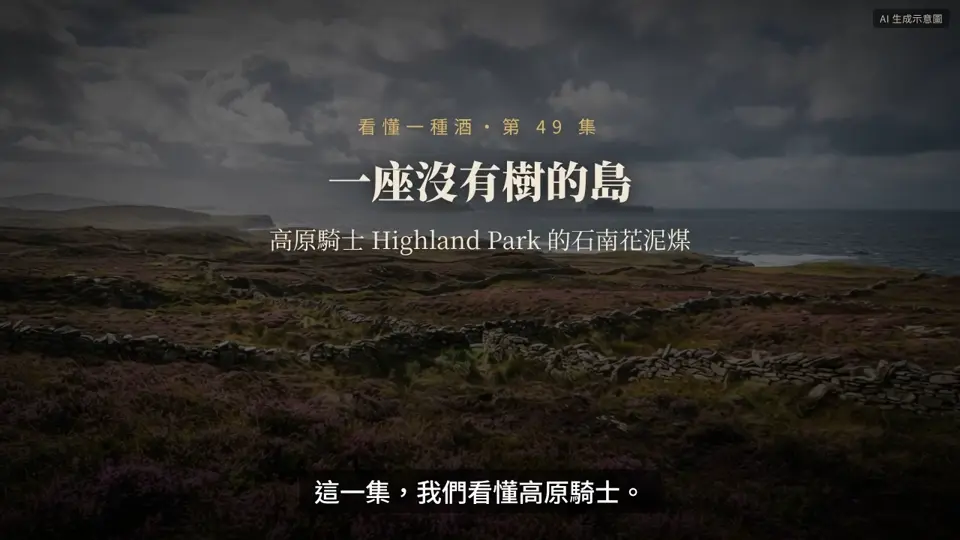 AI 生成示意圖
看懂一種酒・第 49 集
一座沒有樹的島
高原騎士 Highland Park 的石南花泥煤
這一集，我們看懂高原騎士。